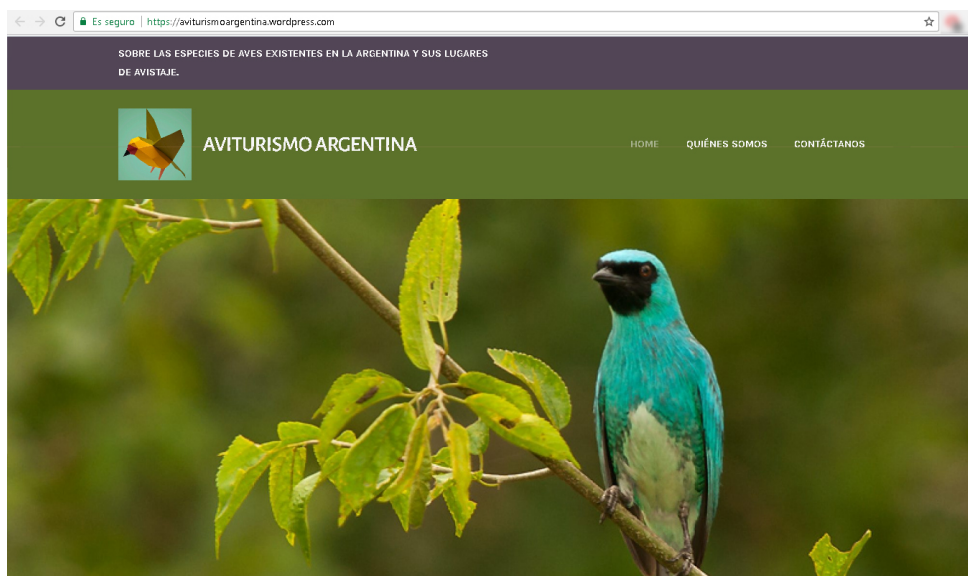 Es seguro | https://aviturismoargentina.wordpress.com
SOBRE LAS ESPECIES DE AVES EXISTENTES EN LA ARGENTINA Y SUS LUGARES
DE AVISTAJE.
AVITURISMO ARGENTINA
HOME QUIÉNES SOMOS CONTÁCTANOS